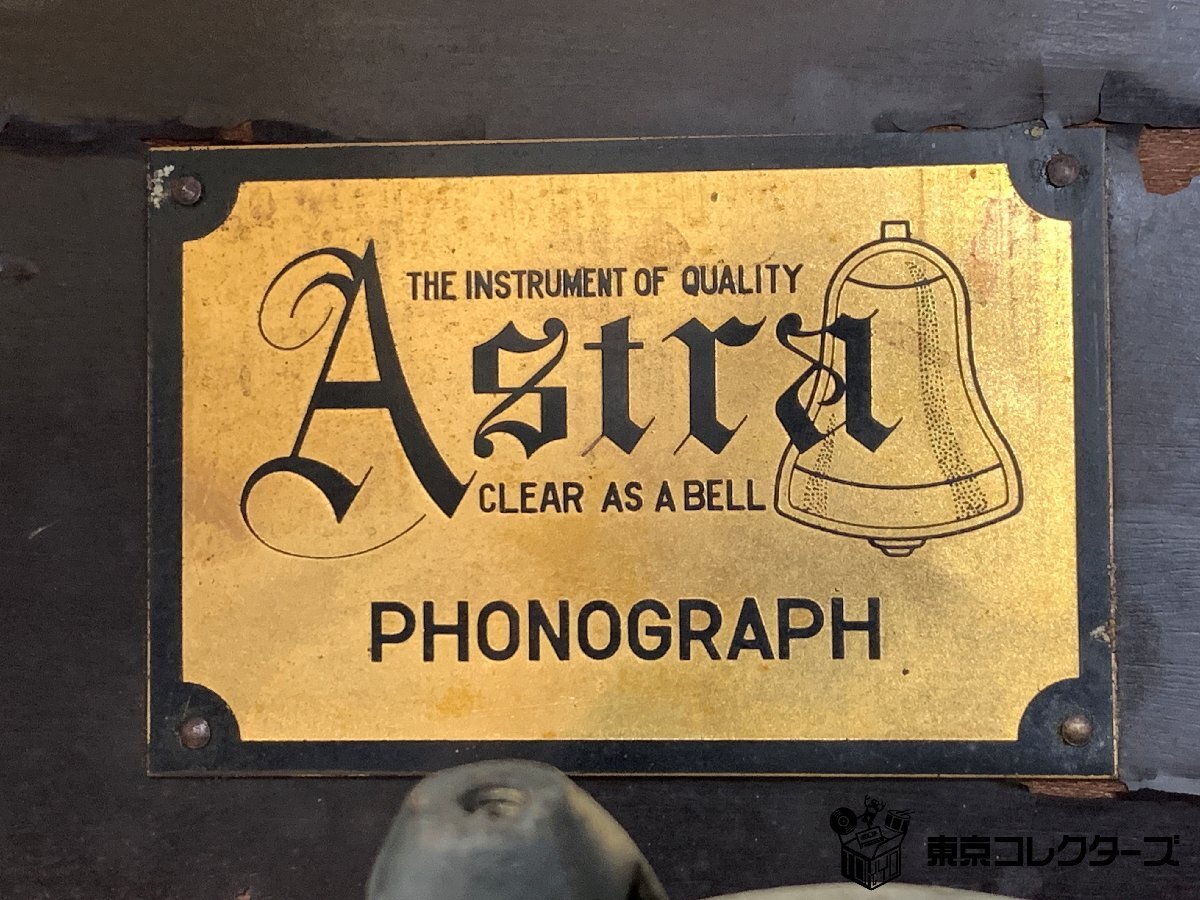 THE INSTRUMENT OF QUALITY
Astra
CLEAR AS A BELL
PHONOGRAPH
東京コレクターズ